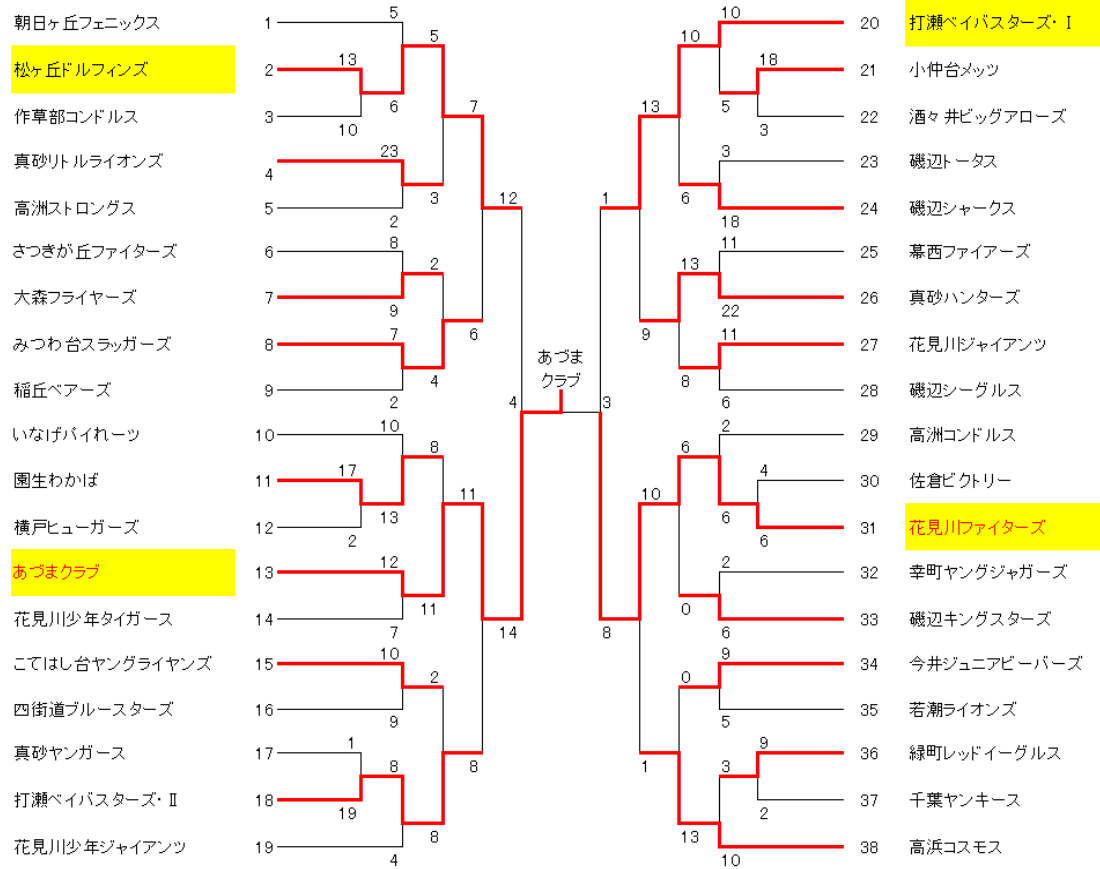 朝日ヶ丘フェニックス 1 5
松ヶ丘ドルフィンズ 2 13 5
作草部コンドルス 3 10 6 7
真砂リトルライオンズ 4 23
高洲ストロングス 5 2 3 12
さつきが丘ファイターズ 6 8
大森フライヤーズ 7 9 2
みつわ台スラッガーズ 8 7 6
稲丘ベアーズ 9 2 4 4
いなげパイれーツ 10 10
園生わかば 11 17 8
横戸ヒューガーズ 12 2 13 11
あづまクラブ 13 12
花見川少年タイガース 14 7 11 14
こてはし台ヤングライヤンズ 15 10
四街道ブルースターズ 16 9 2
真砂ヤンガース 17 1 8
打瀬ベイバスターズ・Ⅱ 18 19 8
花見川少年ジャイアンツ 19 4 8
あづま
クラブ
10 20 打瀬ベイバスターズ・Ⅰ
10 18 21 小仲台メッツ
13 5 3 22 酒々井ビッグアローズ
3 23 磯辺トータス
1 6 18 24 磯辺シャークス
11 25 幕西ファイアーズ
13 22 26 真砂ハンターズ
9 11 27 花見川ジャイアンツ
3 8 6 28 磯辺シーグルス
2 29 高洲コンドルス
6 4 30 佐倉ビクトリー
10 6 6 31 花見川ファイターズ
2 32 幸町ヤングジャガーズ
8 0 6 33 磯辺キングスターズ
9 34 今井ジュニアビーバーズ
0 5 35 若潮ライオンズ
1 9 36 緑町レッドイーグルス
3 2 37 千葉ヤンキース
13 10 38 高浜コスモス